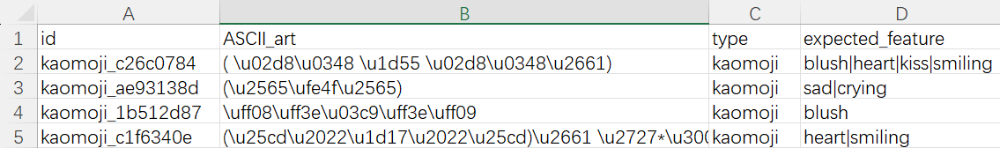 A B C D
1 id ASCII_art type expected_feature
2 kaomoji_c26c0784 ( \u02d8\u0348 \u1d55 \u02d8\u0348\u2661) kaomoji blush|heart|kiss|smiling
3 kaomoji_ae93138d (\u2565\ufe4f\u2565) kaomoji sad|crying
4 kaomoji_1b512d87 \uff08\uff3e\u03c9\uff3e\uff09 kaomoji blush
5 kaomoji_c1f6340e (\u25cd\u2022\u1d17\u2022\u25cd)\u2661 \u2727*\u300 kaomoji heart|smiling